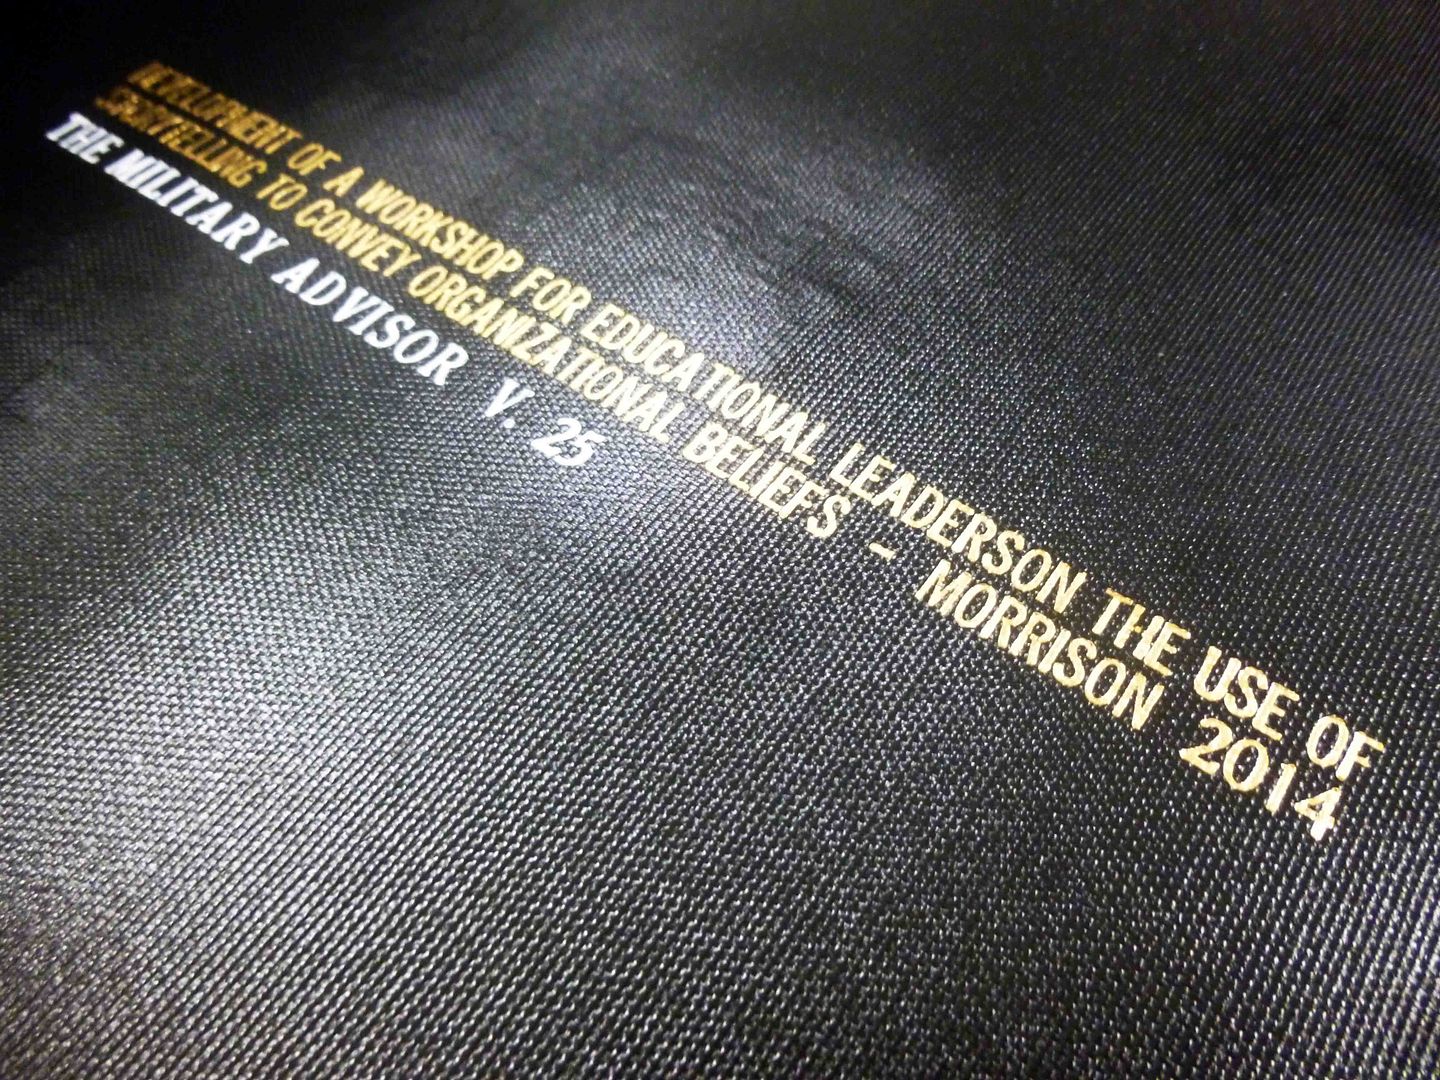 DEVELOPMENT OF A WORKSHOP FOR EDUCATIONAL LEADERSON THE USE OF
STORYTELLING TO CONVEY ORGANIZATIONAL BELIEFS - MORRISON 2014
THE MILITARY ADVISOR V. 25